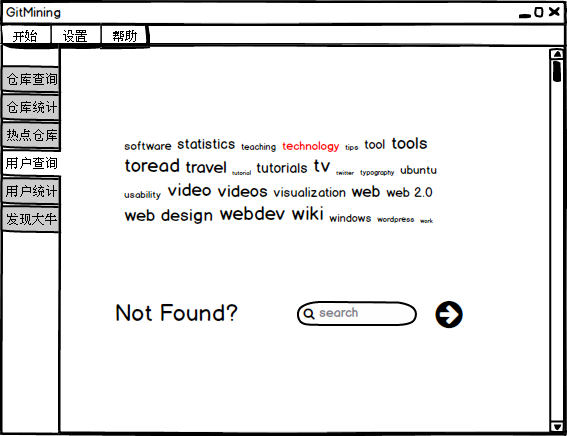 GitMining
开始 设置 帮助
仓库查询
仓库统计
热点仓库
用户查询
用户统计
发现大牛
software statistics teaching technology tips tool tools
toread travel tutorial tutorials tv twitter typography ubuntu
usability video videos visualization web web 2.0
web design webdev wiki windows wordpress work
Not Found? search